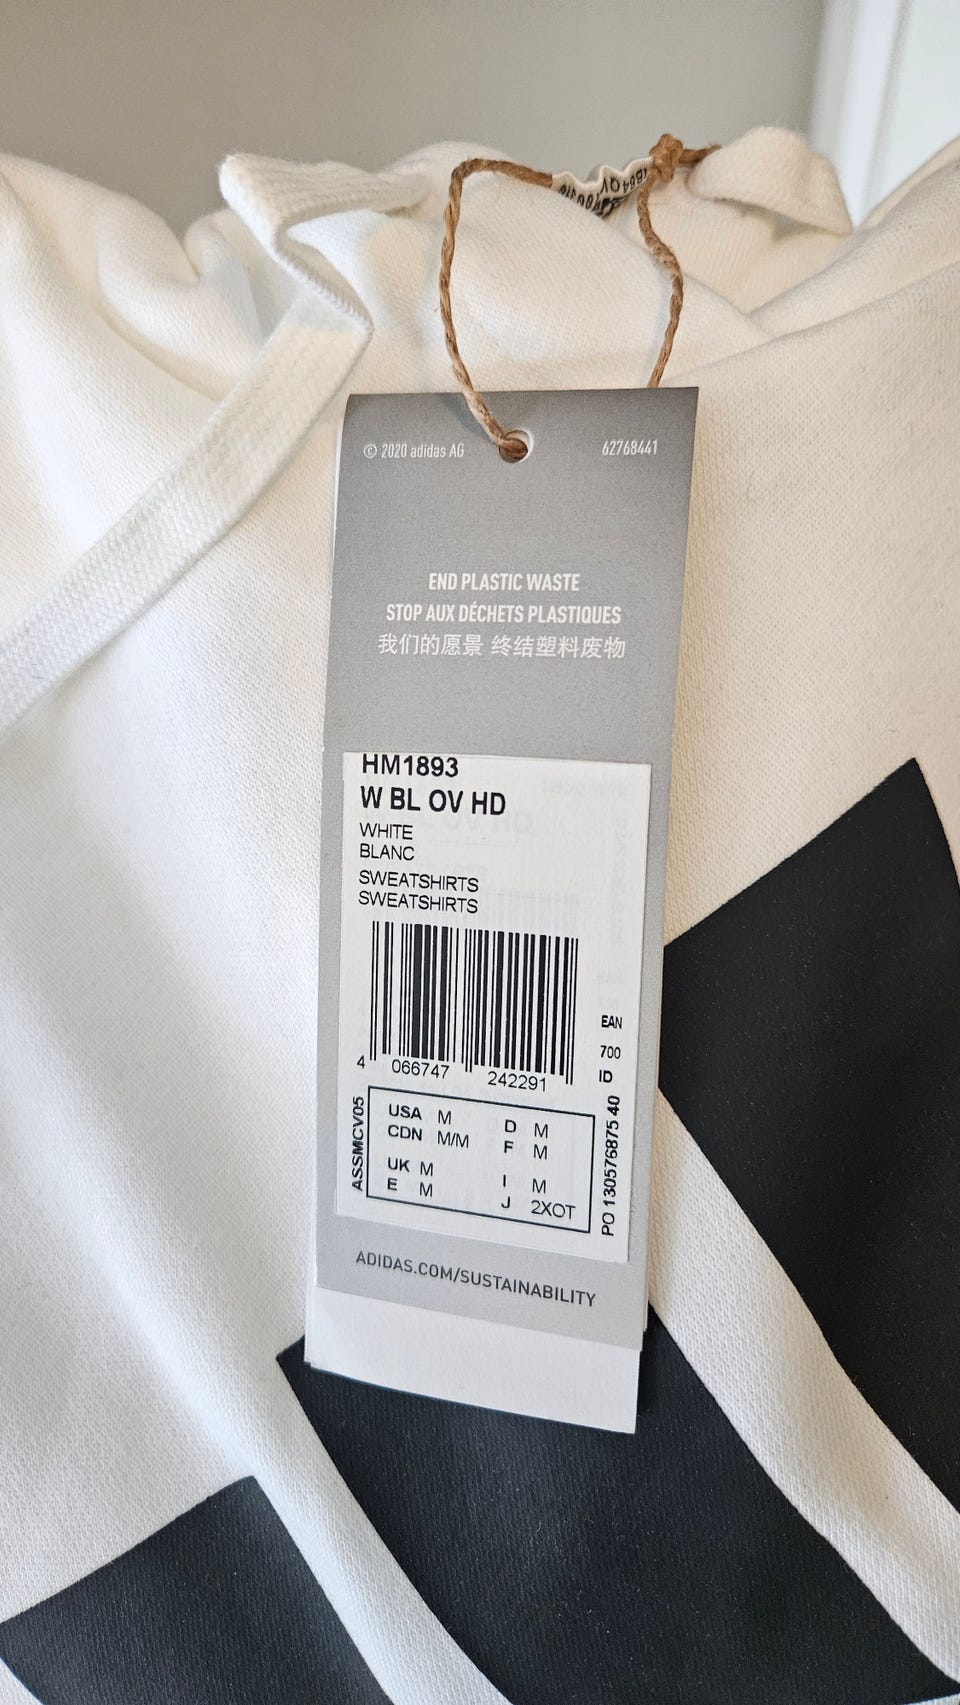 © 2020 adidas AG
62768441
END PLASTIC WASTE
STOP AUX DÉCHETS PLASTIQUES
我们的愿景 终结塑料废物
HM1893
W BL OV HD
WHITE
BLANC
SWEATSHIRTS
SWEATSHIRTS
EAN
700
ID
4 066747 242291
ASSMCV05
USA M D M
CDN M/M F M
UK M I M
E M J 2XOT
PO 130576875 40
ADIDAS.COM/SUSTAINABILITY